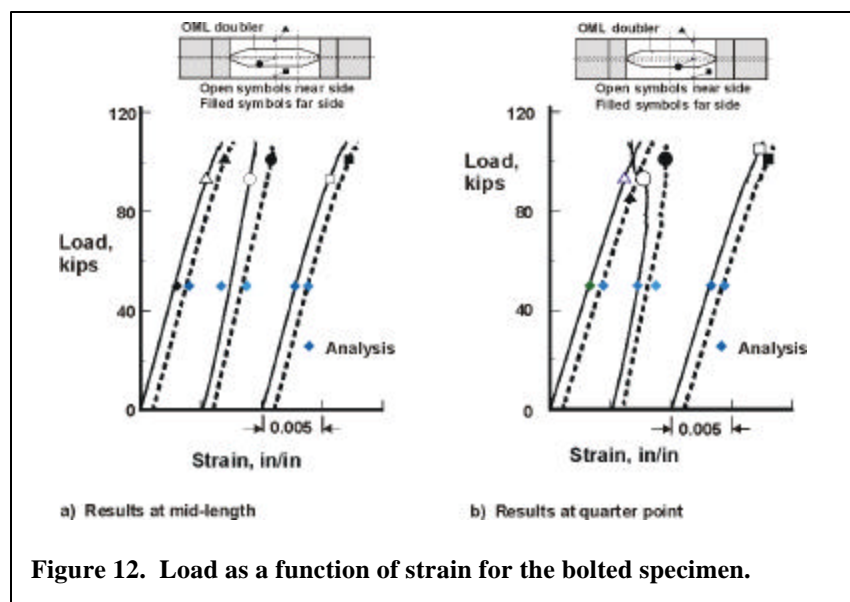 OML doubler
Open symbols near side
Filled symbols far side
120
80
40
0
Load,
kips
Analysis
0.005
Strain, in/in
a) Results at mid-length
OML doubler
Open symbols near side
Filled symbols far side
120
80
40
0
Load,
kips
Analysis
0.005
Strain, in/in
b) Results at quarter point
Figure 12. Load as a function of strain for the bolted specimen.